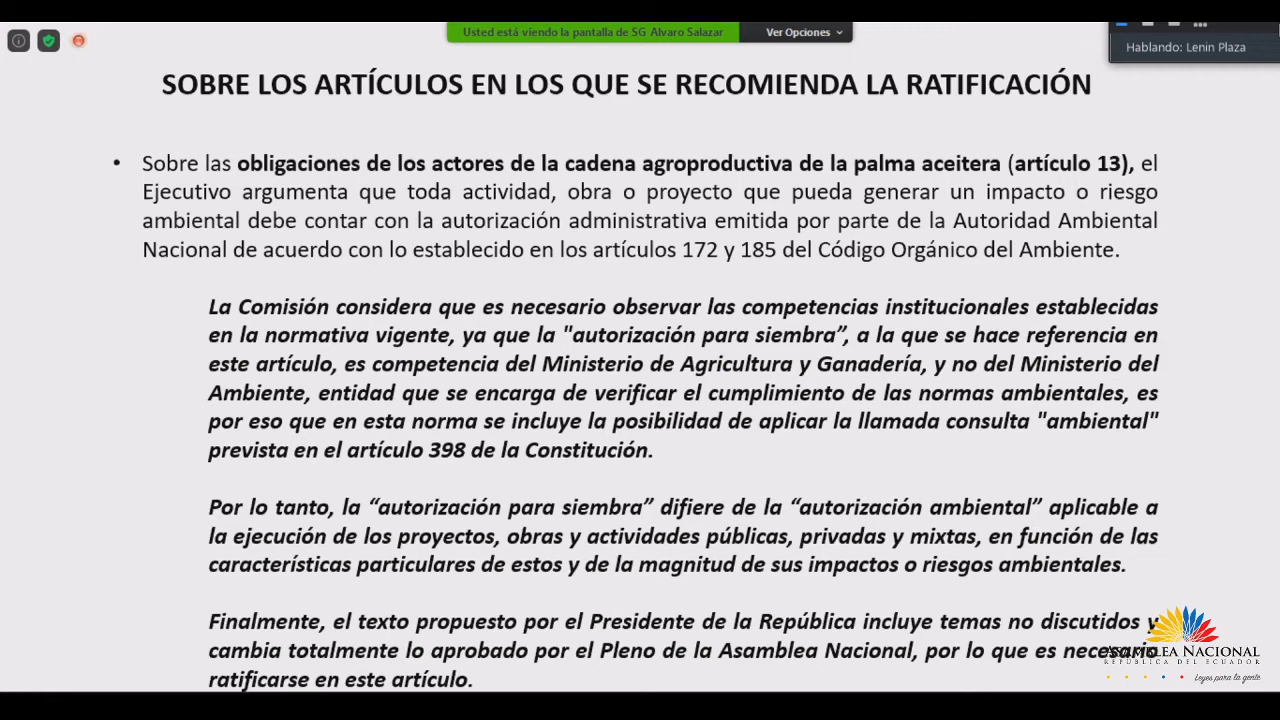 Usted está viendo la pantalla de SG Alvaro Salazar
Ver Opciones
Hablando: Lenin Plaza
SOBRE LOS ARTÍCULOS EN LOS QUE SE RECOMIENDA LA RATIFICACIÓN
• Sobre las obligaciones de los actores de la cadena agroproductiva de la palma aceitera (artículo 13), el
Ejecutivo argumenta que toda actividad, obra o proyecto que pueda generar un impacto o riesgo
ambiental debe contar con la autorización administrativa emitida por parte de la Autoridad Ambiental
Nacional de acuerdo con lo establecido en los artículos 172 y 185 del Código Orgánico del Ambiente.
La Comisión considera que es necesario observar las competencias institucionales establecidas
en la normativa vigente, ya que la "autorización para siembra”, a la que se hace referencia en
este artículo, es competencia del Ministerio de Agricultura y Ganadería, y no del Ministerio del
Ambiente, entidad que se encarga de verificar el cumplimiento de las normas ambientales, es
por eso que en esta norma se incluye la posibilidad de aplicar la llamada consulta "ambiental"
prevista en el artículo 398 de la Constitución.
Por lo tanto, la “autorización para siembra” difiere de la “autorización ambiental” aplicable a
la ejecución de los proyectos, obras y actividades públicas, privadas y mixtas, en función de las
características particulares de estos y de la magnitud de sus impactos o riesgos ambientales.
Finalmente, el texto propuesto por el Presidente de la República incluye temas no discutidos y
cambia totalmente lo aprobado por el Pleno de la Asamblea Nacional, por lo que es necesario
ratificarse en este artículo.
ASAMBLEA NACIONAL
REPÚBLICA DEL ECUADOR
Leyes para la gente